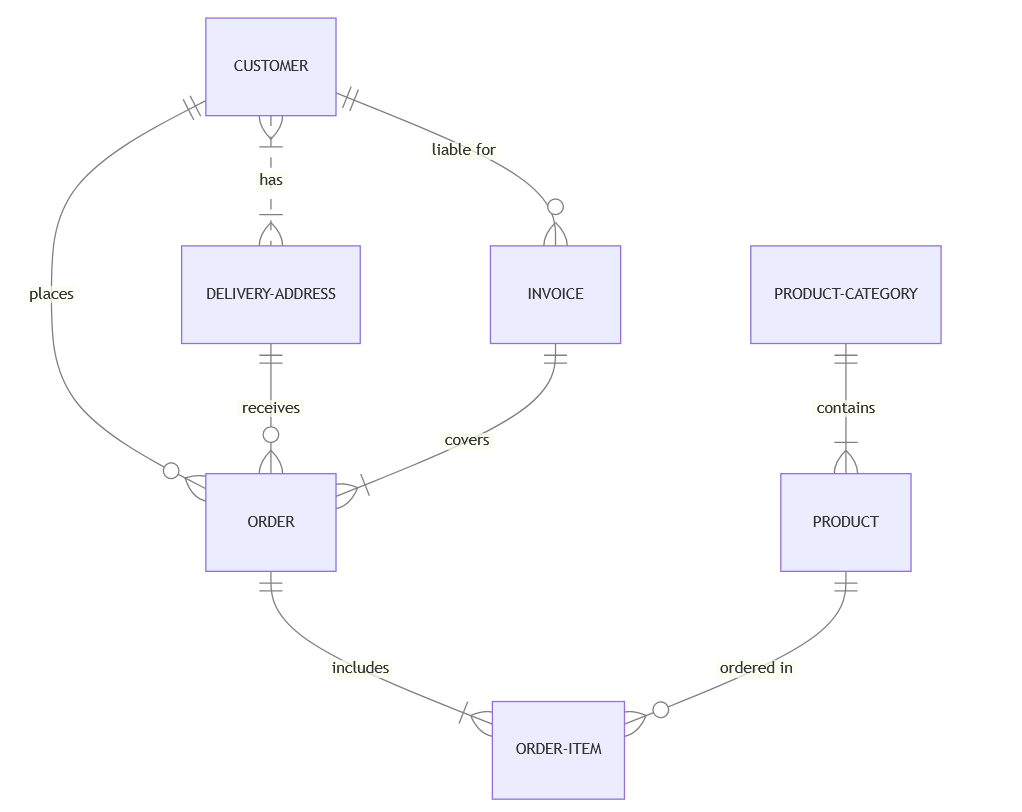 CUSTOMER
liable for
has
places
DELIVERY-ADDRESS
INVOICE
PRODUCT-CATEGORY
receives
contains
covers
ORDER
PRODUCT
includes
ordered in
ORDER-ITEM